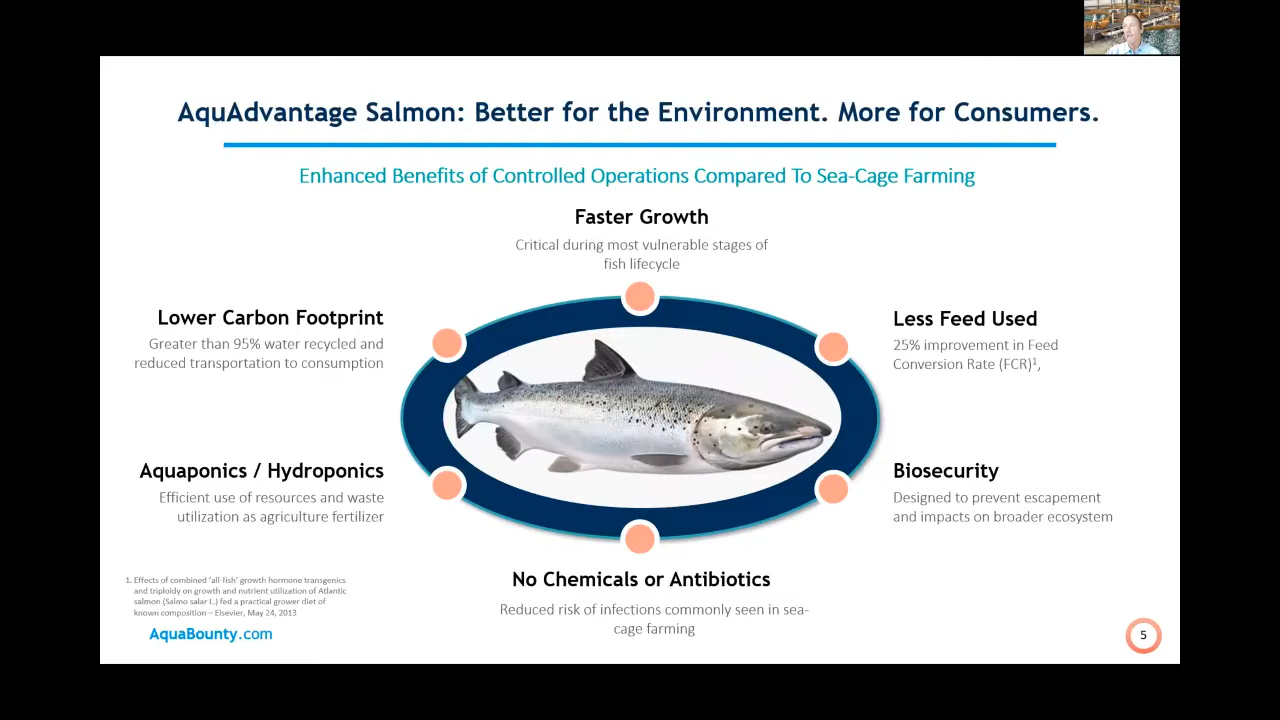 AquAdvantage Salmon: Better for the Environment. More for Consumers.
Enhanced Benefits of Controlled Operations Compared To Sea-Cage Farming
Faster Growth
Critical during most vulnerable stages of
fish lifecycle
Lower Carbon Footprint
Greater than 95% water recycled and
reduced transportation to consumption
Less Feed Used
25% improvement in Feed
Conversion Rate (FCR)¹,
Aquaponics / Hydroponics
Efficient use of resources and waste
utilization as agriculture fertilizer
Biosecurity
Designed to prevent escapement
and impacts on broader ecosystem
No Chemicals or Antibiotics
Reduced risk of infections commonly seen in sea-
cage farming
1. Effects of combined 'all-fish' growth hormone transgenics
and triploidy on growth and nutrient utilization of Atlantic
salmon (Salmo salar L.) fed a practical grower diet of
known composition – Elsevier, May 24, 2013
AquaBounty.com
5